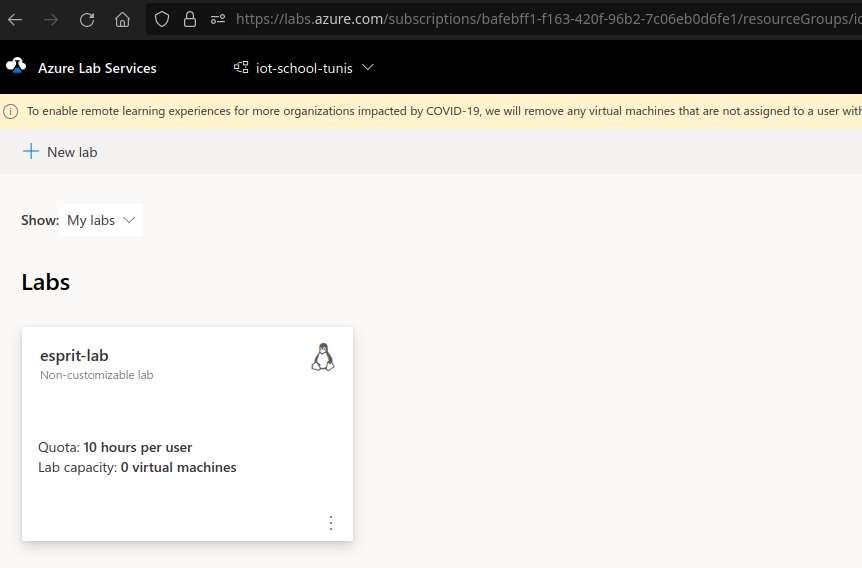 https://labs.azure.com/subscriptions/bafebff1-f163-420f-96b2-7c06eb0d6fe1/resourceGroups/
Azure Lab Services
iot-school-tunis
To enable remote learning experiences for more organizations impacted by COVID-19, we will remove any virtual machines that are not assigned to a user
New lab
Show: My labs
Labs
esprit-lab
Non-customizable lab
Quota: 10 hours per user
Lab capacity: 0 virtual machines